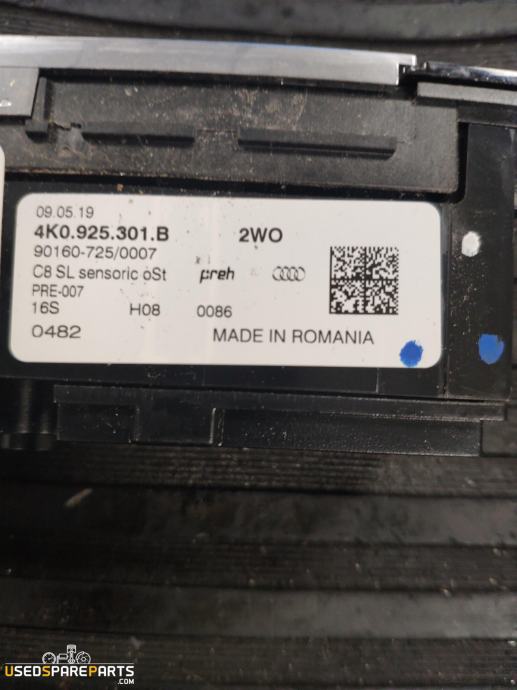 09.05.19
4K0.925.301.B 2WO
90160-725/0007
C8 SL sensoric oSt preh
PRE-007
16S H08 0086
0482 MADE IN ROMANIA
USEDSPAREPARTS
.COM